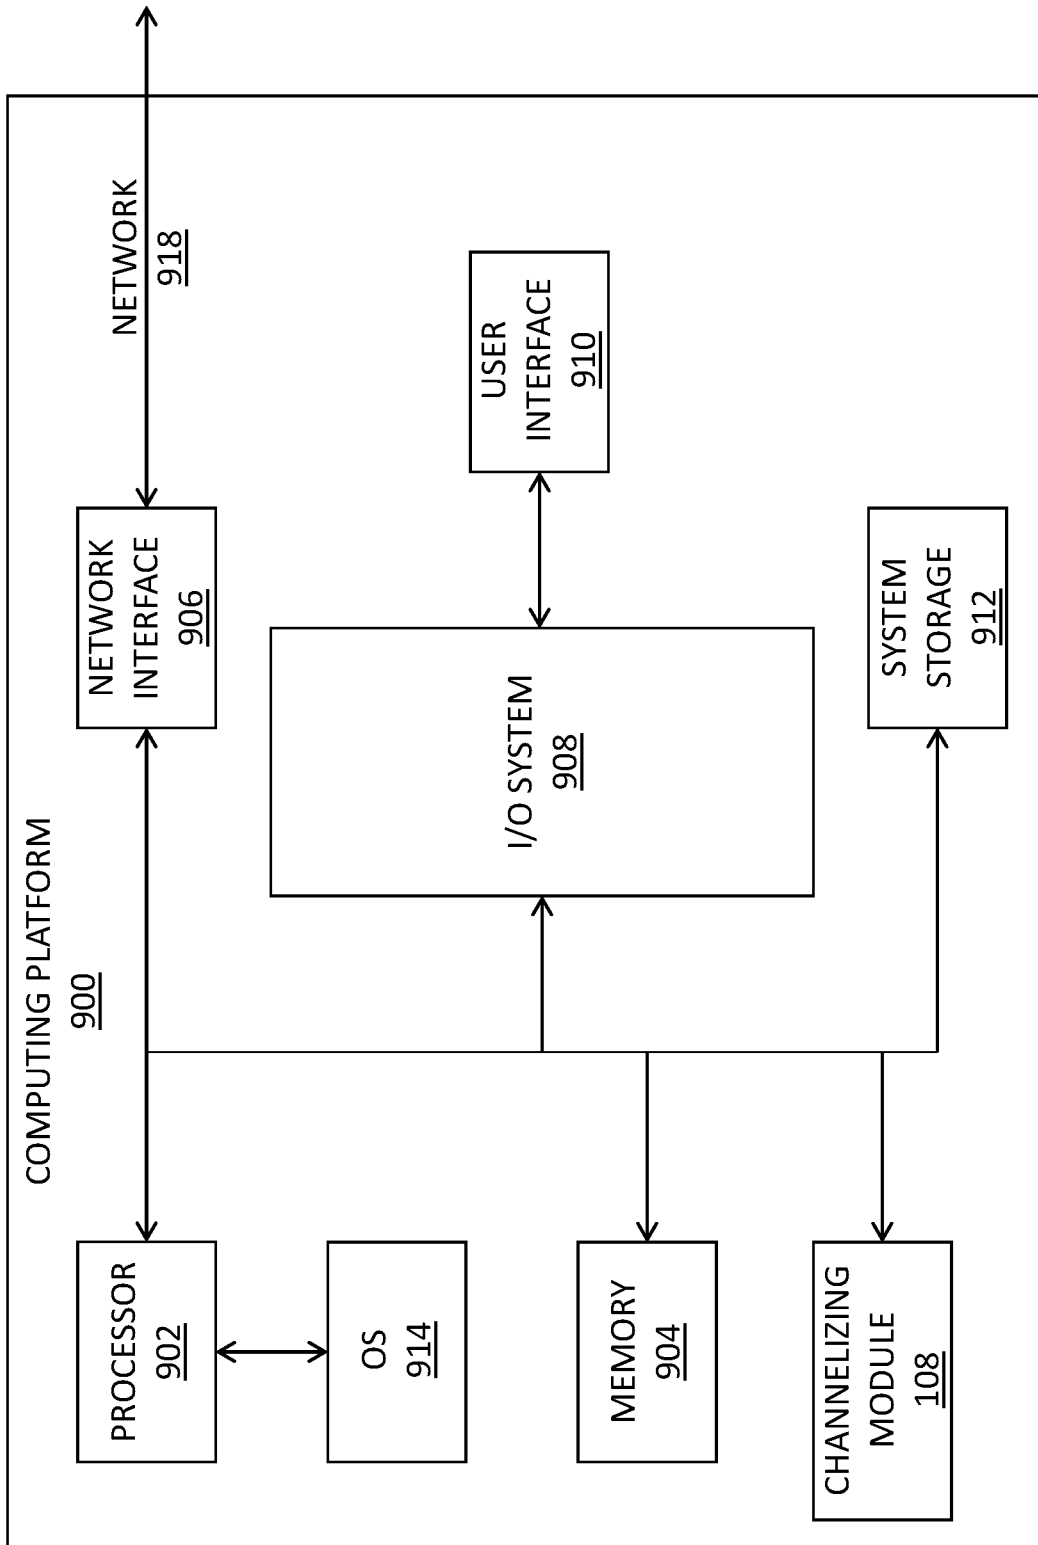 COMPUTING PLATFORM
900
PROCESSOR
902
NETWORK
INTERFACE
906
NETWORK
918
OS
914
I/O SYSTEM
908
USER
INTERFACE
910
MEMORY
904
CHANNELIZING
MODULE
108
SYSTEM
STORAGE
912